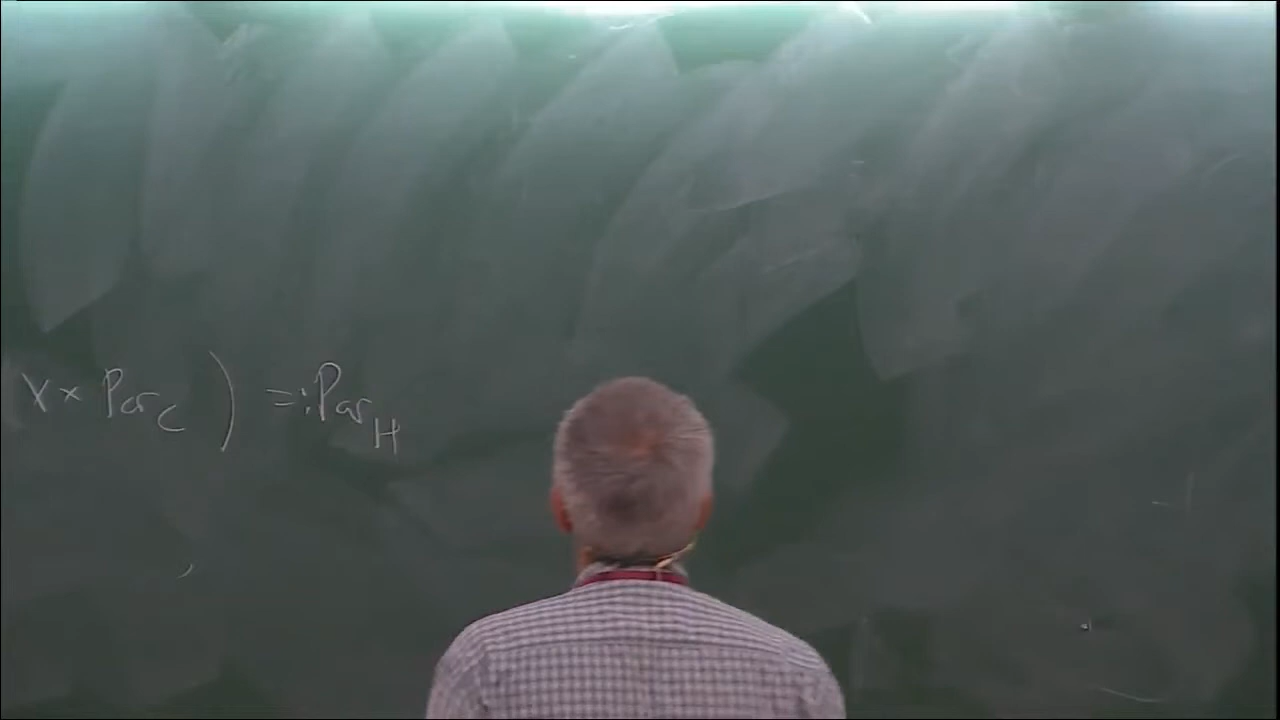 X × Par_C ) =: Par_H